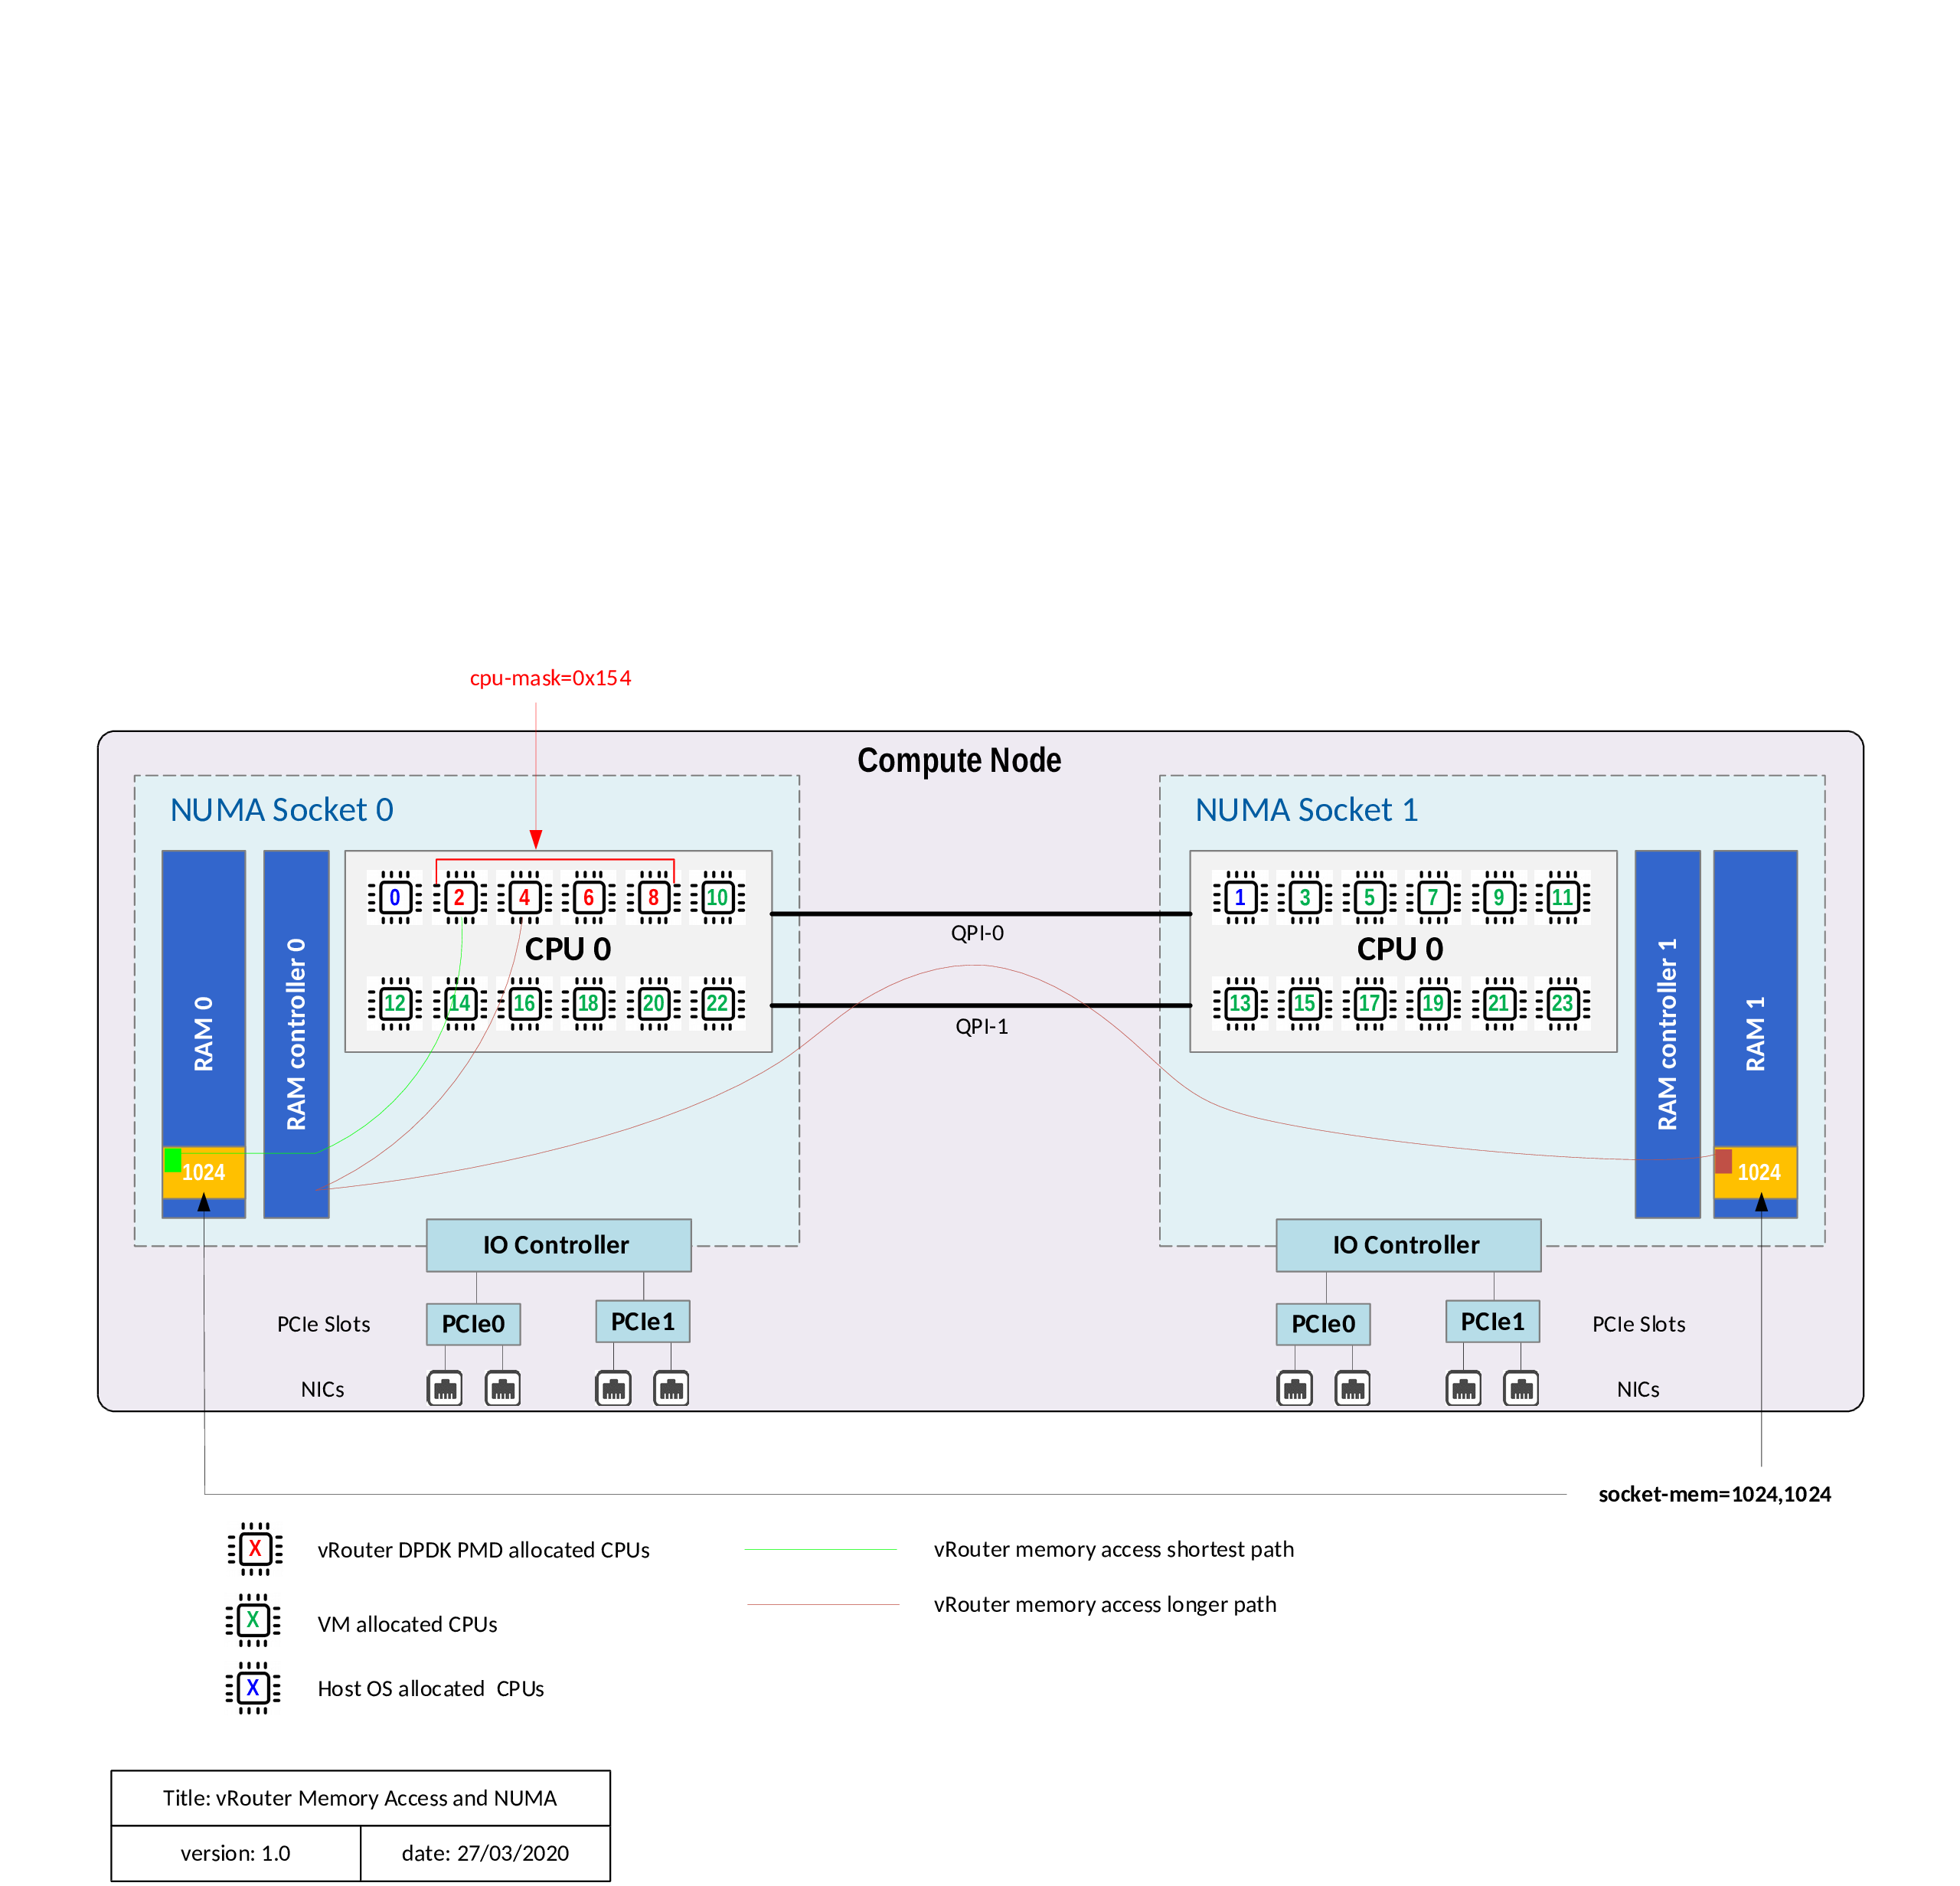 cpu-mask=0x154
Compute Node
NUMA Socket 0
NUMA Socket 1
0 2 4 6 8 10
1 3 5 7 9 11
QPI-0
CPU 0
CPU 0
RAM 0
RAM controller 0
RAM controller 1
RAM 1
12 14 16 18 20 22
13 15 17 19 21 23
QPI-1
1024
1024
IO Controller
IO Controller
PCIe Slots
PCIe0
PCIe1
PCIe0
PCIe1
PCIe Slots
NICs
NICs
socket-mem=1024,1024
X vRouter DPDK PMD allocated CPUs
vRouter memory access shortest path
vRouter memory access longer path
X VM allocated CPUs
X Host OS allocated CPUs
Title: vRouter Memory Access and NUMA
version: 1.0
date: 27/03/2020